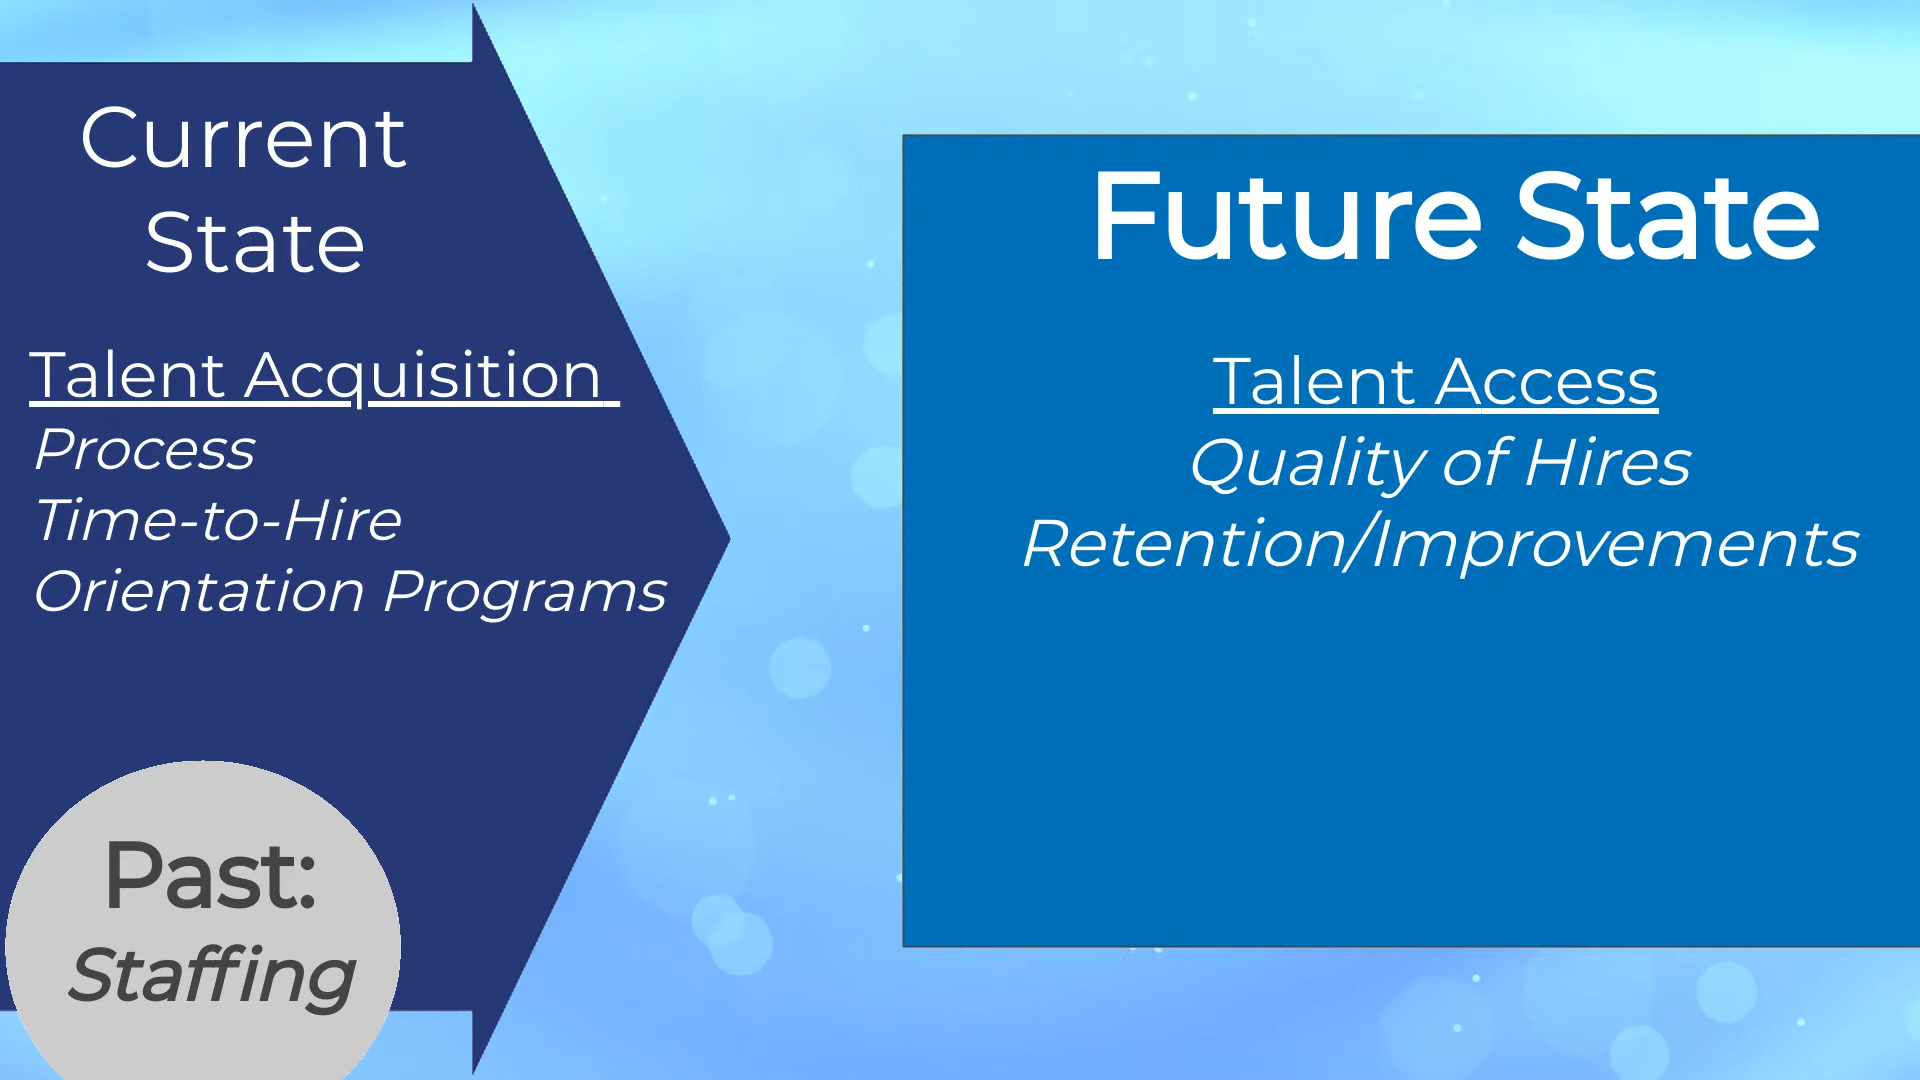 Current
State
Talent Acquisition
Process
Time-to-Hire
Orientation Programs
Past:
Staffing
Future State
Talent Access
Quality of Hires
Retention/Improvements